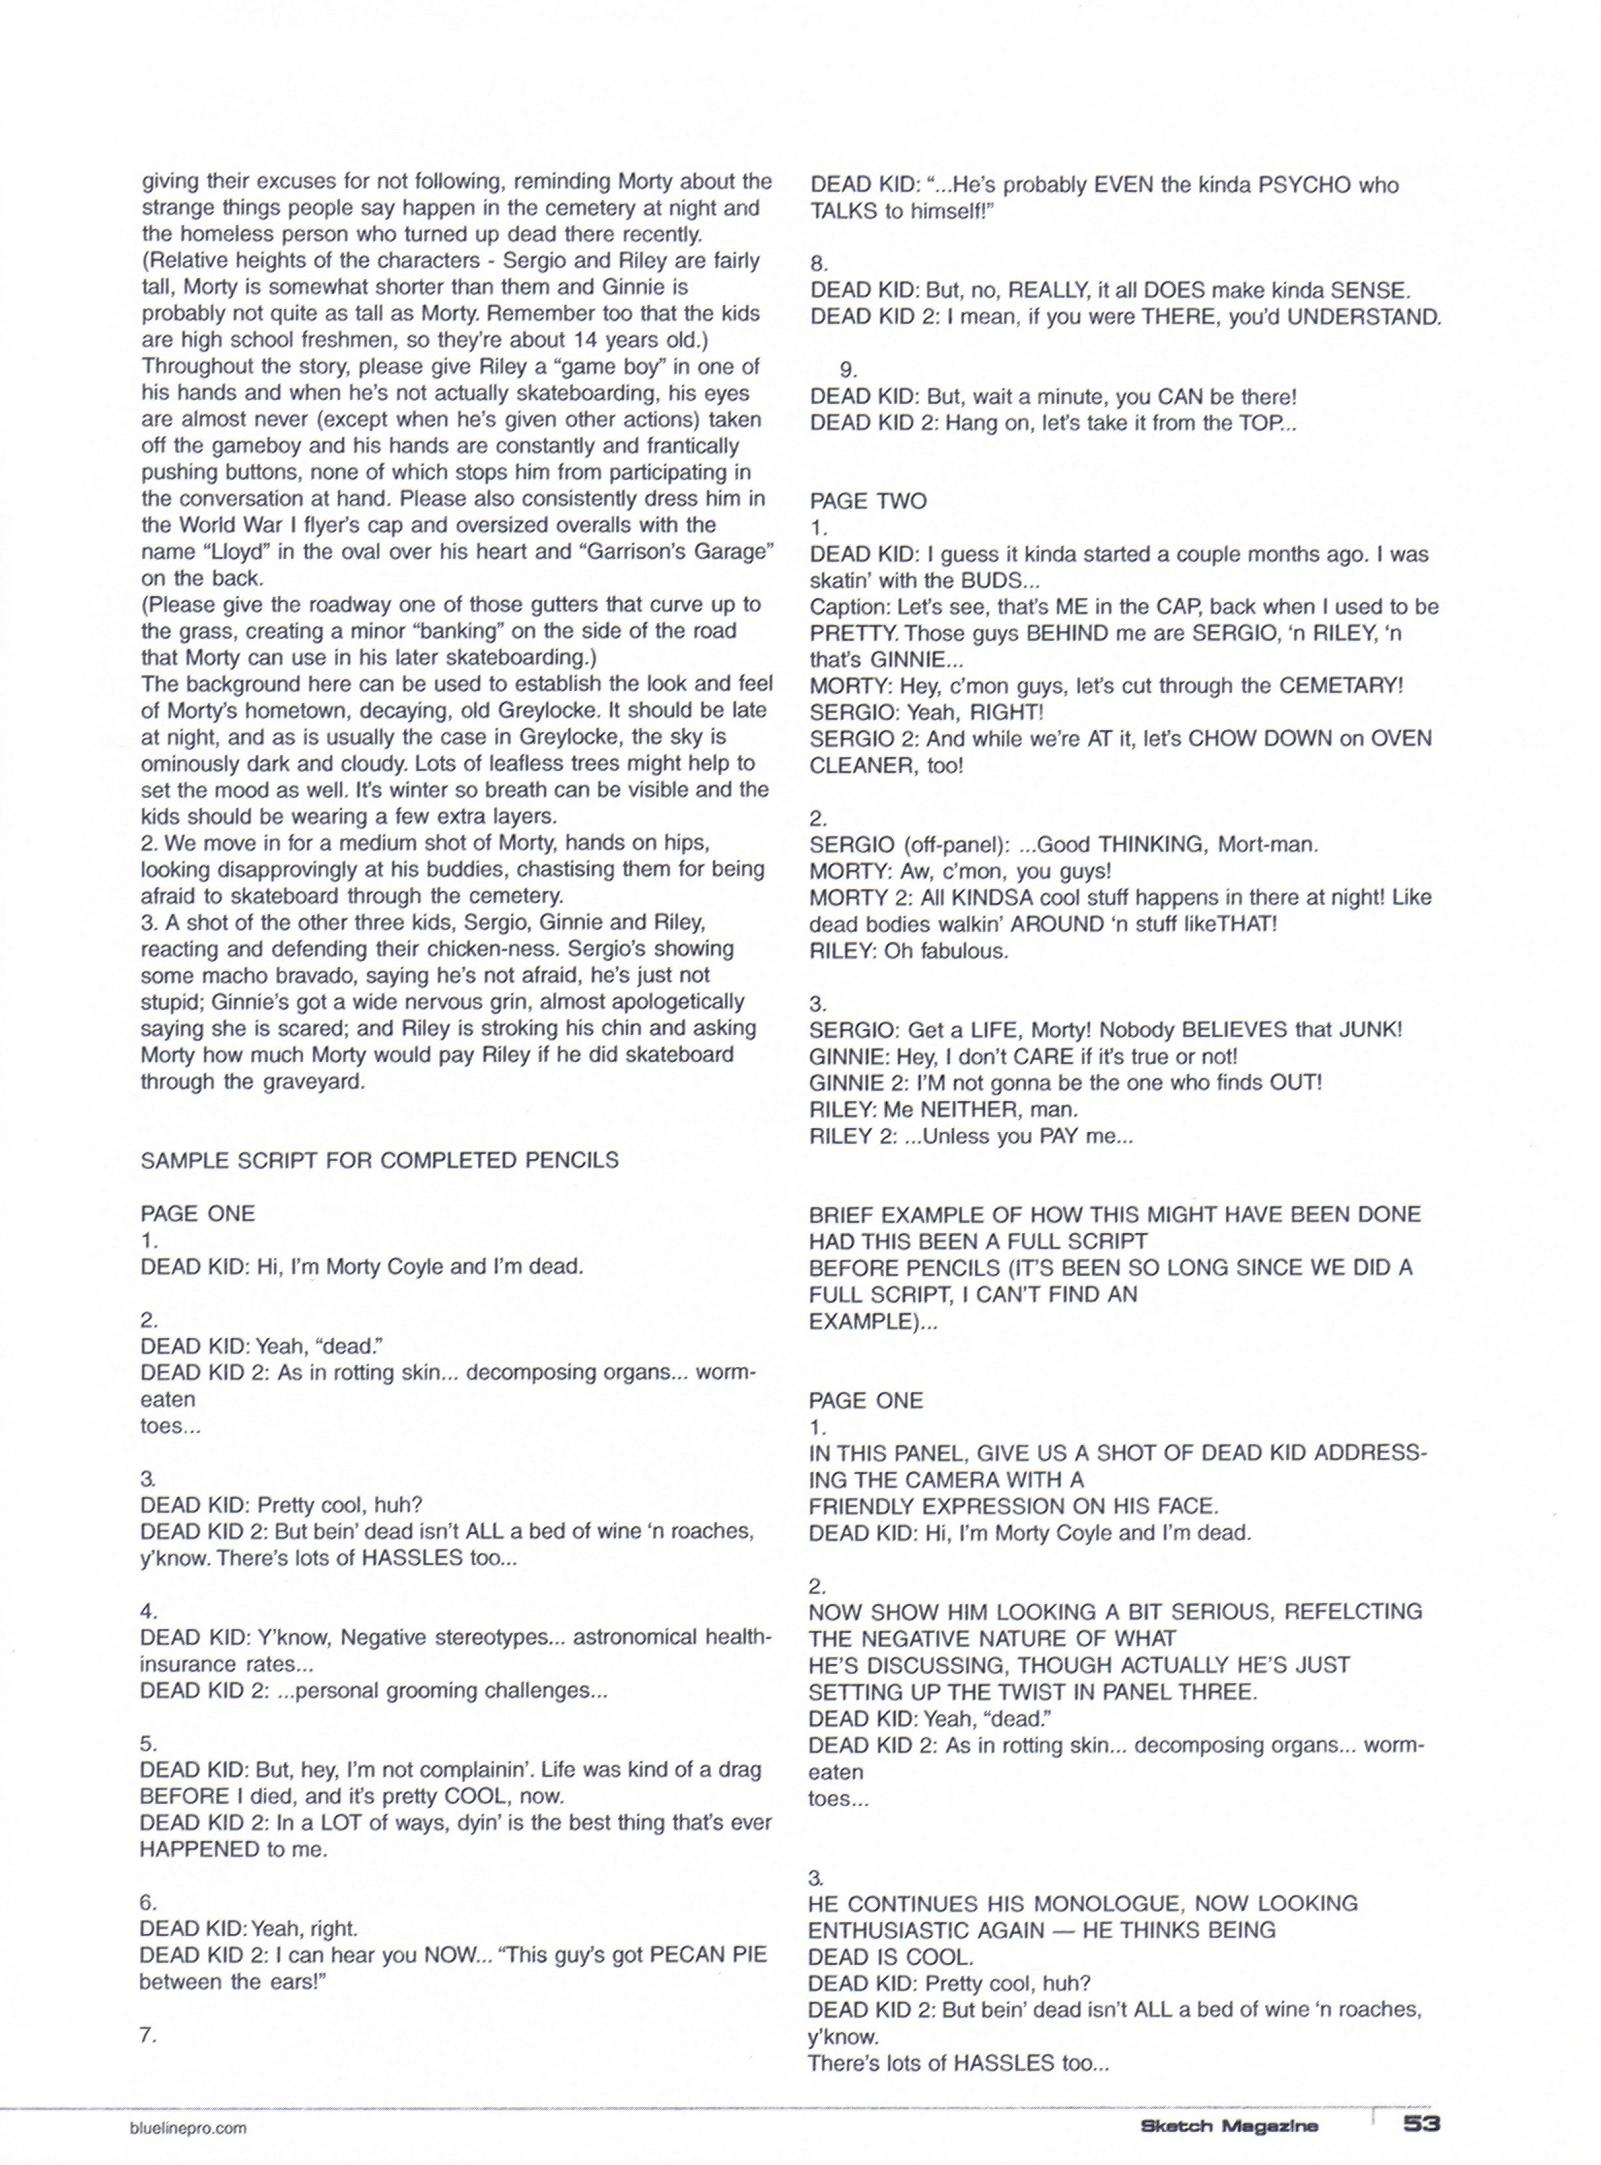 giving their excuses for not following, reminding Morty about the
strange things people say happen in the cemetery at night and
the homeless person who turned up dead there recently.
(Relative heights of the characters - Sergio and Riley are fairly
tall, Morty is somewhat shorter than them and Ginnie is
probably not quite as tall as Morty. Remember too that the kids
are high school freshmen, so they're about 14 years old.)
Throughout the story, please give Riley a “game boy” in one of
his hands and when he's not actually skateboarding, his eyes
are almost never (except when he's given other actions) taken
off the gameboy and his hands are constantly and frantically
pushing buttons, none of which stops him from participating in
the conversation at hand. Please also consistently dress him in
the World War I flyer's cap and oversized overalls with the
name “Lloyd” in the oval over his heart and “Garrison's Garage”
on the back.
(Please give the roadway one of those gutters that curve up to
the grass, creating a minor “banking” on the side of the road
that Morty can use in his later skateboarding.)
The background here can be used to establish the look and feel
of Morty's hometown, decaying, old Greylocke. It should be late
at night, and as is usually the case in Greylocke, the sky is
ominously dark and cloudy. Lots of leafless trees might help to
set the mood as well. It's winter so breath can be visible and the
kids should be wearing a few extra layers.
2. We move in for a medium shot of Morty, hands on hips,
looking disapprovingly at his buddies, chastising them for being
afraid to skateboard through the cemetery.
3. A shot of the other three kids, Sergio, Ginnie and Riley,
reacting and defending their chicken-ness. Sergio's showing
some macho bravado, saying he's not afraid, he's just not
stupid; Ginnie's got a wide nervous grin, almost apologetically
saying she is scared; and Riley is stroking his chin and asking
Morty how much Morty would pay Riley if he did skateboard
through the graveyard.
SAMPLE SCRIPT FOR COMPLETED PENCILS
PAGE ONE
1.
DEAD KID: Hi, I'm Morty Coyle and I'm dead.
2.
DEAD KID: Yeah, “dead.”
DEAD KID 2: As in rotting skin... decomposing organs... worm-
eaten
toes...
3.
DEAD KID: Pretty cool, huh?
DEAD KID 2: But bein' dead isn't ALL a bed of wine 'n roaches,
y'know. There's lots of HASSLES too...
4.
DEAD KID: Y'know, Negative stereotypes... astronomical health-
insurance rates...
DEAD KID 2: ...personal grooming challenges...
5.
DEAD KID: But, hey, I'm not complainin'. Life was kind of a drag
BEFORE I died, and it's pretty COOL, now.
DEAD KID 2: In a LOT of ways, dyin' is the best thing that's ever
HAPPENED to me.
6.
DEAD KID: Yeah, right.
DEAD KID 2: I can hear you NOW... “This guy's got PECAN PIE
between the ears!”
7.
DEAD KID: “...He's probably EVEN the kinda PSYCHO who
TALKS to himself!”
8.
DEAD KID: But, no, REALLY, it all DOES make kinda SENSE.
DEAD KID 2: I mean, if you were THERE, you'd UNDERSTAND.
9.
DEAD KID: But, wait a minute, you CAN be there!
DEAD KID 2: Hang on, let's take it from the TOP...
PAGE TWO
1.
DEAD KID: I guess it kinda started a couple months ago. I was
skatin' with the BUDS...
Caption: Let's see, that's ME in the CAP, back when I used to be
PRETTY. Those guys BEHIND me are SERGIO, 'n RILEY, 'n
that's GINNIE...
MORTY: Hey, c'mon guys, let's cut through the CEMETARY!
SERGIO: Yeah, RIGHT!
SERGIO 2: And while we're AT it, let's CHOW DOWN on OVEN
CLEANER, too!
2.
SERGIO (off-panel): ...Good THINKING, Mort-man.
MORTY: Aw, c'mon, you guys!
MORTY 2: All KINDSA cool stuff happens in there at night! Like
dead bodies walkin' AROUND 'n stuff likeTHAT!
RILEY: Oh fabulous.
3.
SERGIO: Get a LIFE, Morty! Nobody BELIEVES that JUNK!
GINNIE: Hey, I don't CARE if it's true or not!
GINNIE 2: I'M not gonna be the one who finds OUT!
RILEY: Me NEITHER, man.
RILEY 2: ...Unless you PAY me...
BRIEF EXAMPLE OF HOW THIS MIGHT HAVE BEEN DONE
HAD THIS BEEN A FULL SCRIPT
BEFORE PENCILS (IT'S BEEN SO LONG SINCE WE DID A
FULL SCRIPT, I CAN'T FIND AN
EXAMPLE)...
PAGE ONE
1.
IN THIS PANEL, GIVE US A SHOT OF DEAD KID ADDRESS-
ING THE CAMERA WITH A
FRIENDLY EXPRESSION ON HIS FACE.
DEAD KID: Hi, I'm Morty Coyle and I'm dead.
2.
NOW SHOW HIM LOOKING A BIT SERIOUS, REFELCTING
THE NEGATIVE NATURE OF WHAT
HE'S DISCUSSING, THOUGH ACTUALLY HE'S JUST
SETTING UP THE TWIST IN PANEL THREE.
DEAD KID: Yeah, “dead.”
DEAD KID 2: As in rotting skin... decomposing organs... worm-
eaten
toes...
3.
HE CONTINUES HIS MONOLOGUE, NOW LOOKING
ENTHUSIASTIC AGAIN — HE THINKS BEING
DEAD IS COOL.
DEAD KID: Pretty cool, huh?
DEAD KID 2: But bein' dead isn't ALL a bed of wine 'n roaches,
y'know.
There's lots of HASSLES too...
bluelinepro.com
Sketch Magazine
53